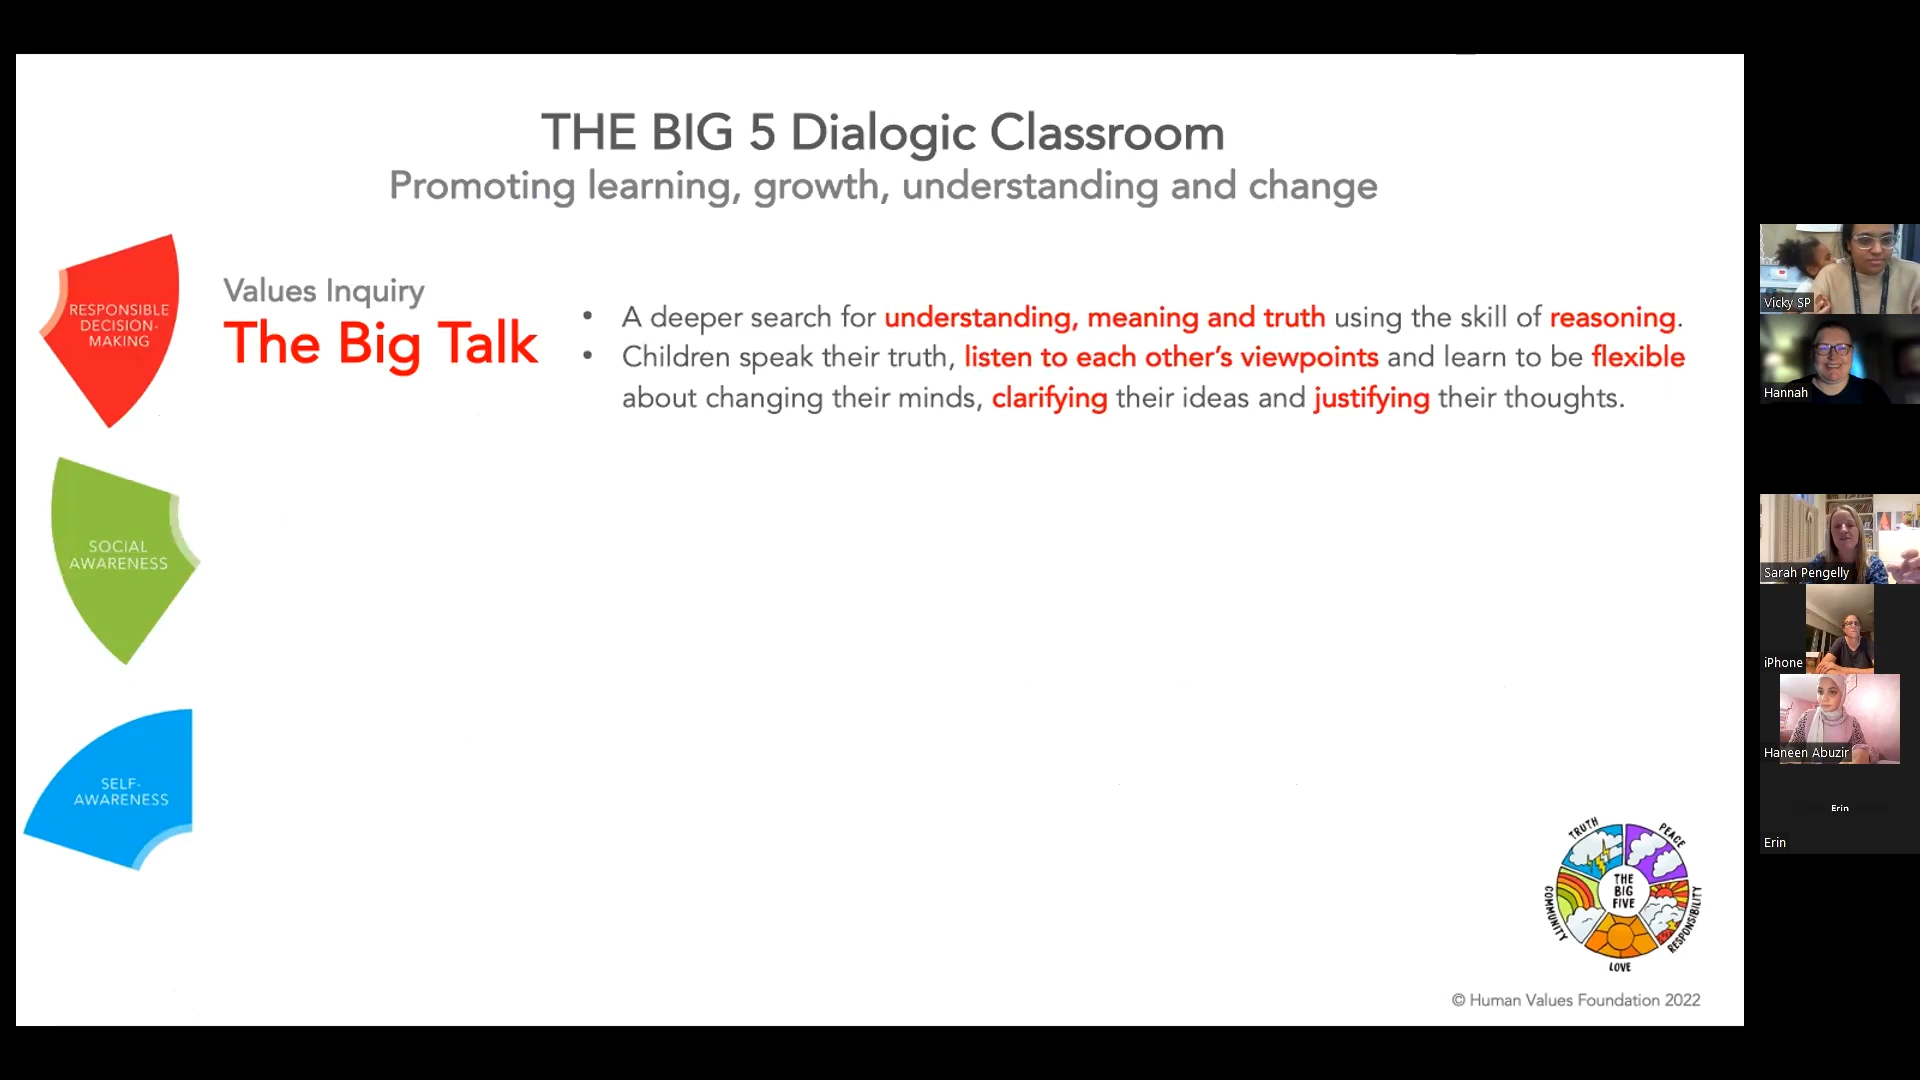 THE BIG 5 Dialogic Classroom
Promoting learning, growth, understanding and change
RESPONSIBLE
DECISION-
MAKING
Values Inquiry
The Big Talk
• A deeper search for understanding, meaning and truth using the skill of reasoning.
• Children speak their truth, listen to each other’s viewpoints and learn to be flexible
about changing their minds, clarifying their ideas and justifying their thoughts.
SOCIAL
AWARENESS
SELF-
AWARENESS
TRUTH
PEACE
COMMUNITY
THE
BIG
FIVE
RESPONSIBILITY
LOVE
© Human Values Foundation 2022
Vicky SP
Hannah
Sarah Pengelly
iPhone
Haneen Abuzir
Erin
Erin